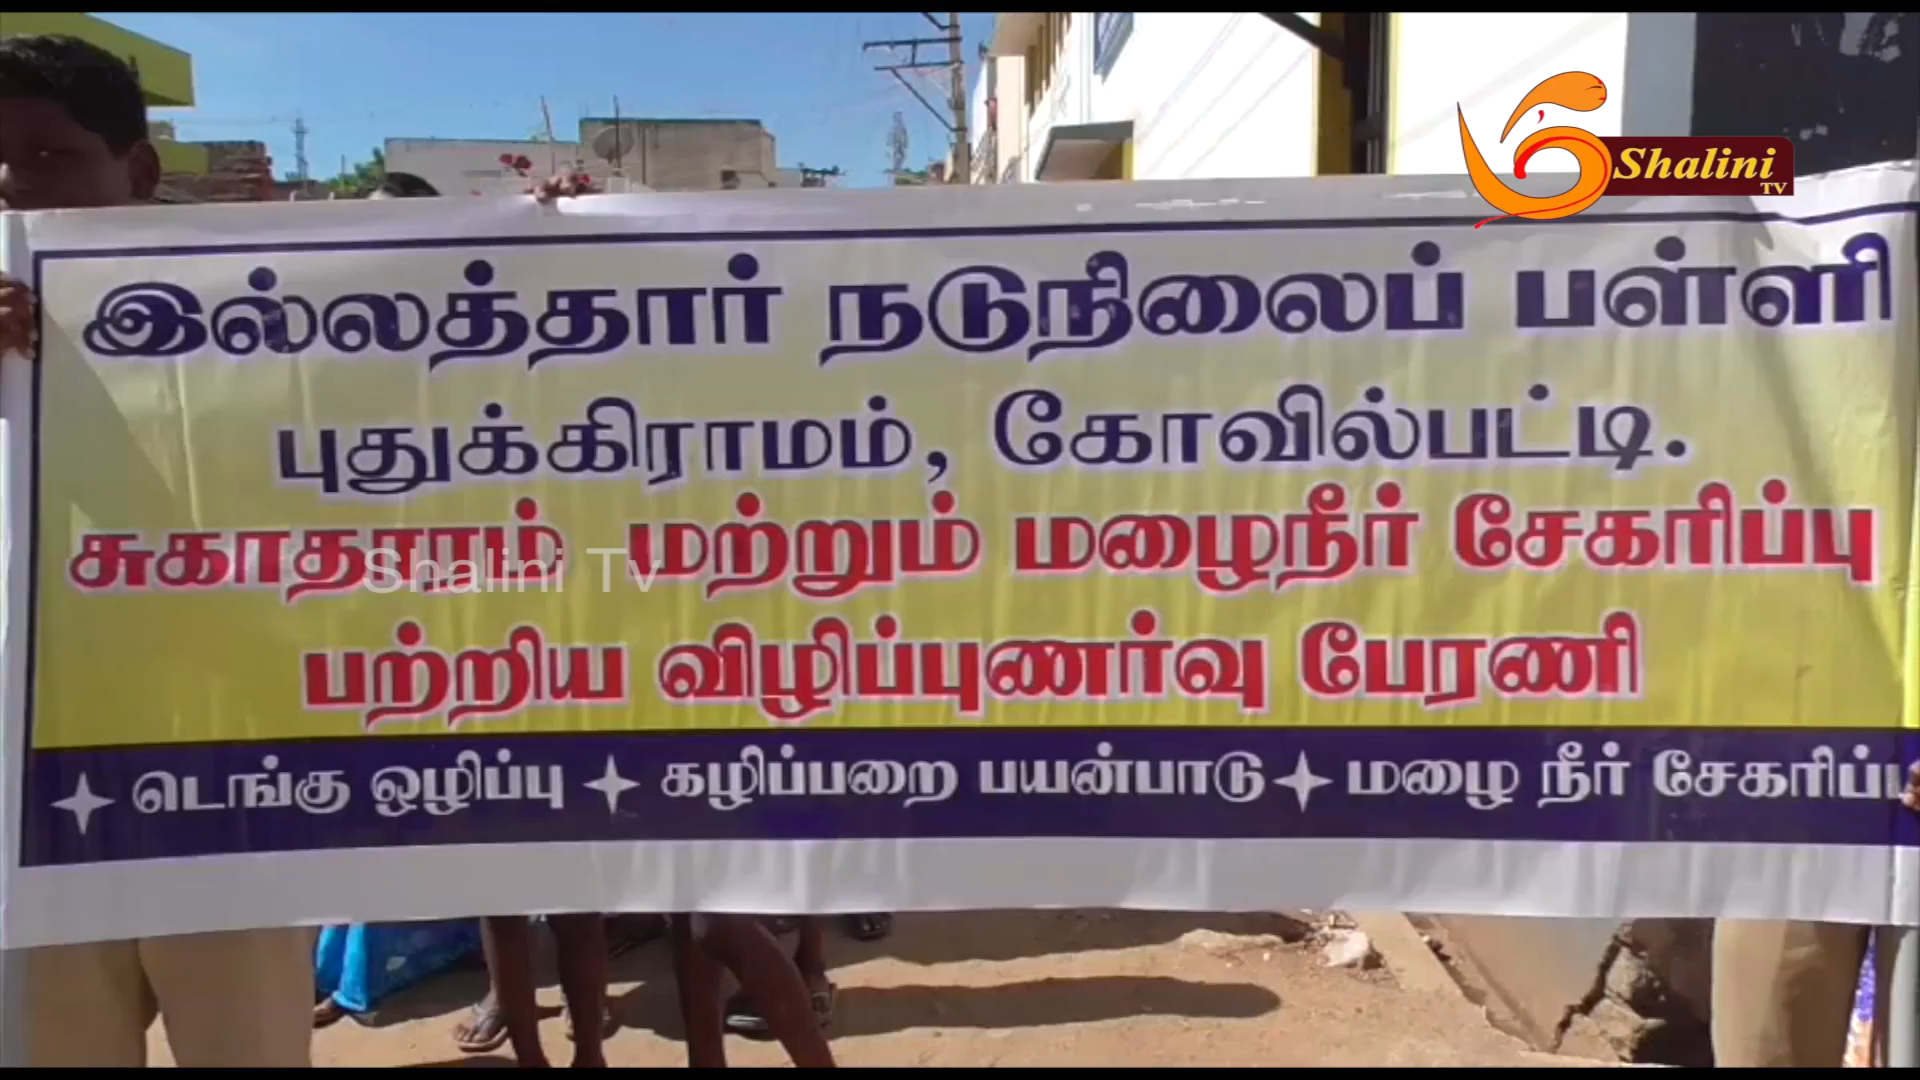 Shalini
TV
இல்லத்தார் நடுநிலைப் பள்ளி
புதுக்கிராமம், கோவில்பட்டி.
சுகாதாரம் மற்றும் மழைநீர் சேகரிப்பு
Shalini Tv
பற்றிய விழிப்புணர்வு பேரணி
டெங்கு ஒழிப்பு கழிப்பறை பயன்பாடு மழை நீர் சேகரிப்பு